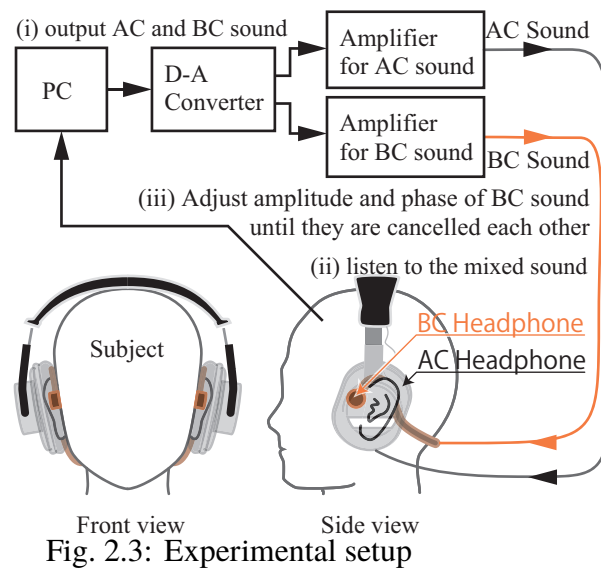 (i) output AC and BC sound
PC
D-A
Converter
Amplifier
for AC sound
AC Sound
Amplifier
for BC sound
BC Sound
(iii) Adjust amplitude and phase of BC sound
until they are cancelled each other
(ii) listen to the mixed sound
BC Headphone
AC Headphone
Subject
Front view
Side view
Fig. 2.3: Experimental setup